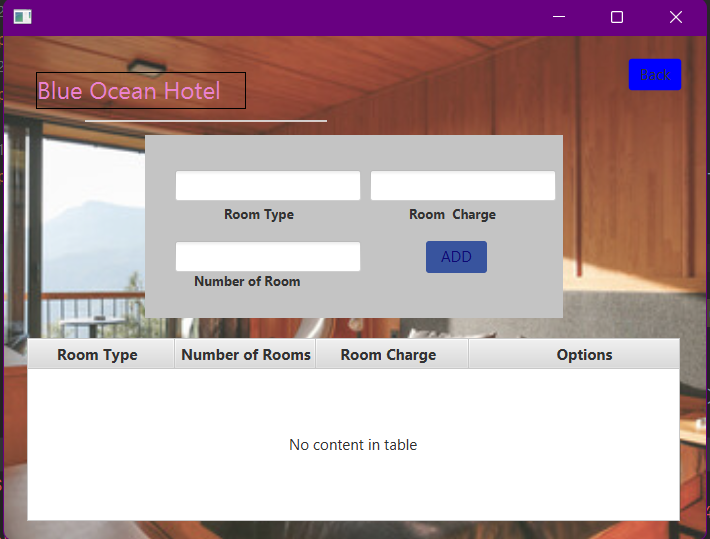 Back
Blue Ocean Hotel
Room Type
Room  Charge
ADD
Number of Room
Room Type Number of Rooms Room Charge Options
No content in table